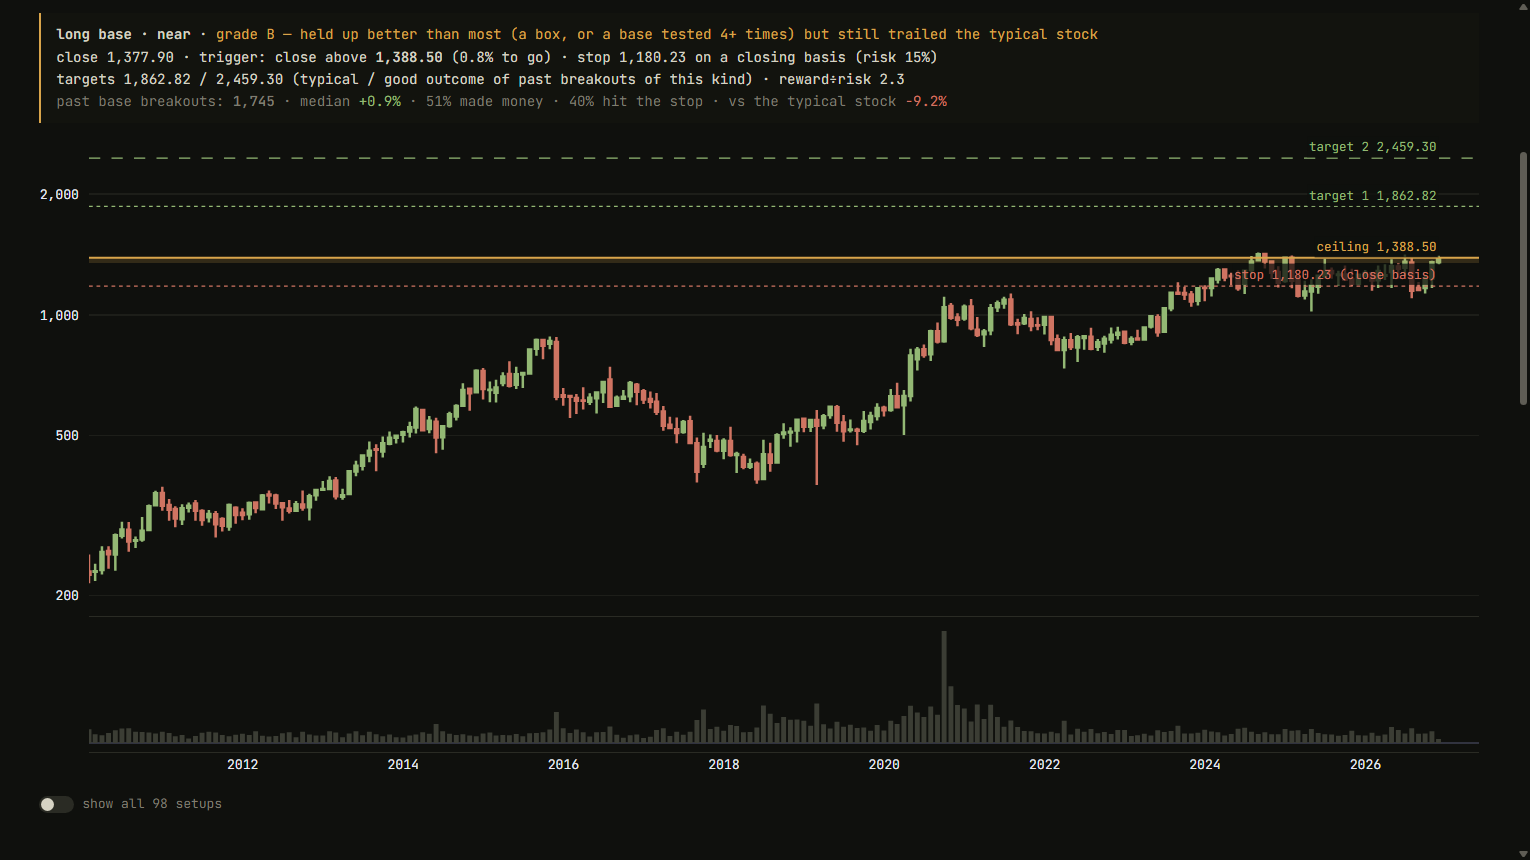 long base · near · grade B — held up better than most (a box, or a base tested 4+ times) but still trailed the typical stock
close 1,377.90 · trigger: close above 1,388.50 (0.8% to go) · stop 1,180.23 on a closing basis (risk 15%)
targets 1,862.82 / 2,459.30 (typical / good outcome of past breakouts of this kind) · reward÷risk 2.3
past base breakouts: 1,745 · median +0.9% · 51% made money · 40% hit the stop · vs the typical stock -9.2%
target 2 2,459.30
2,000
target 1 1,862.82
ceiling 1,388.50
stop 1,180.23 (close basis)
1,000
500
200
2012 2014 2016 2018 2020 2022 2024 2026
show all 98 setups